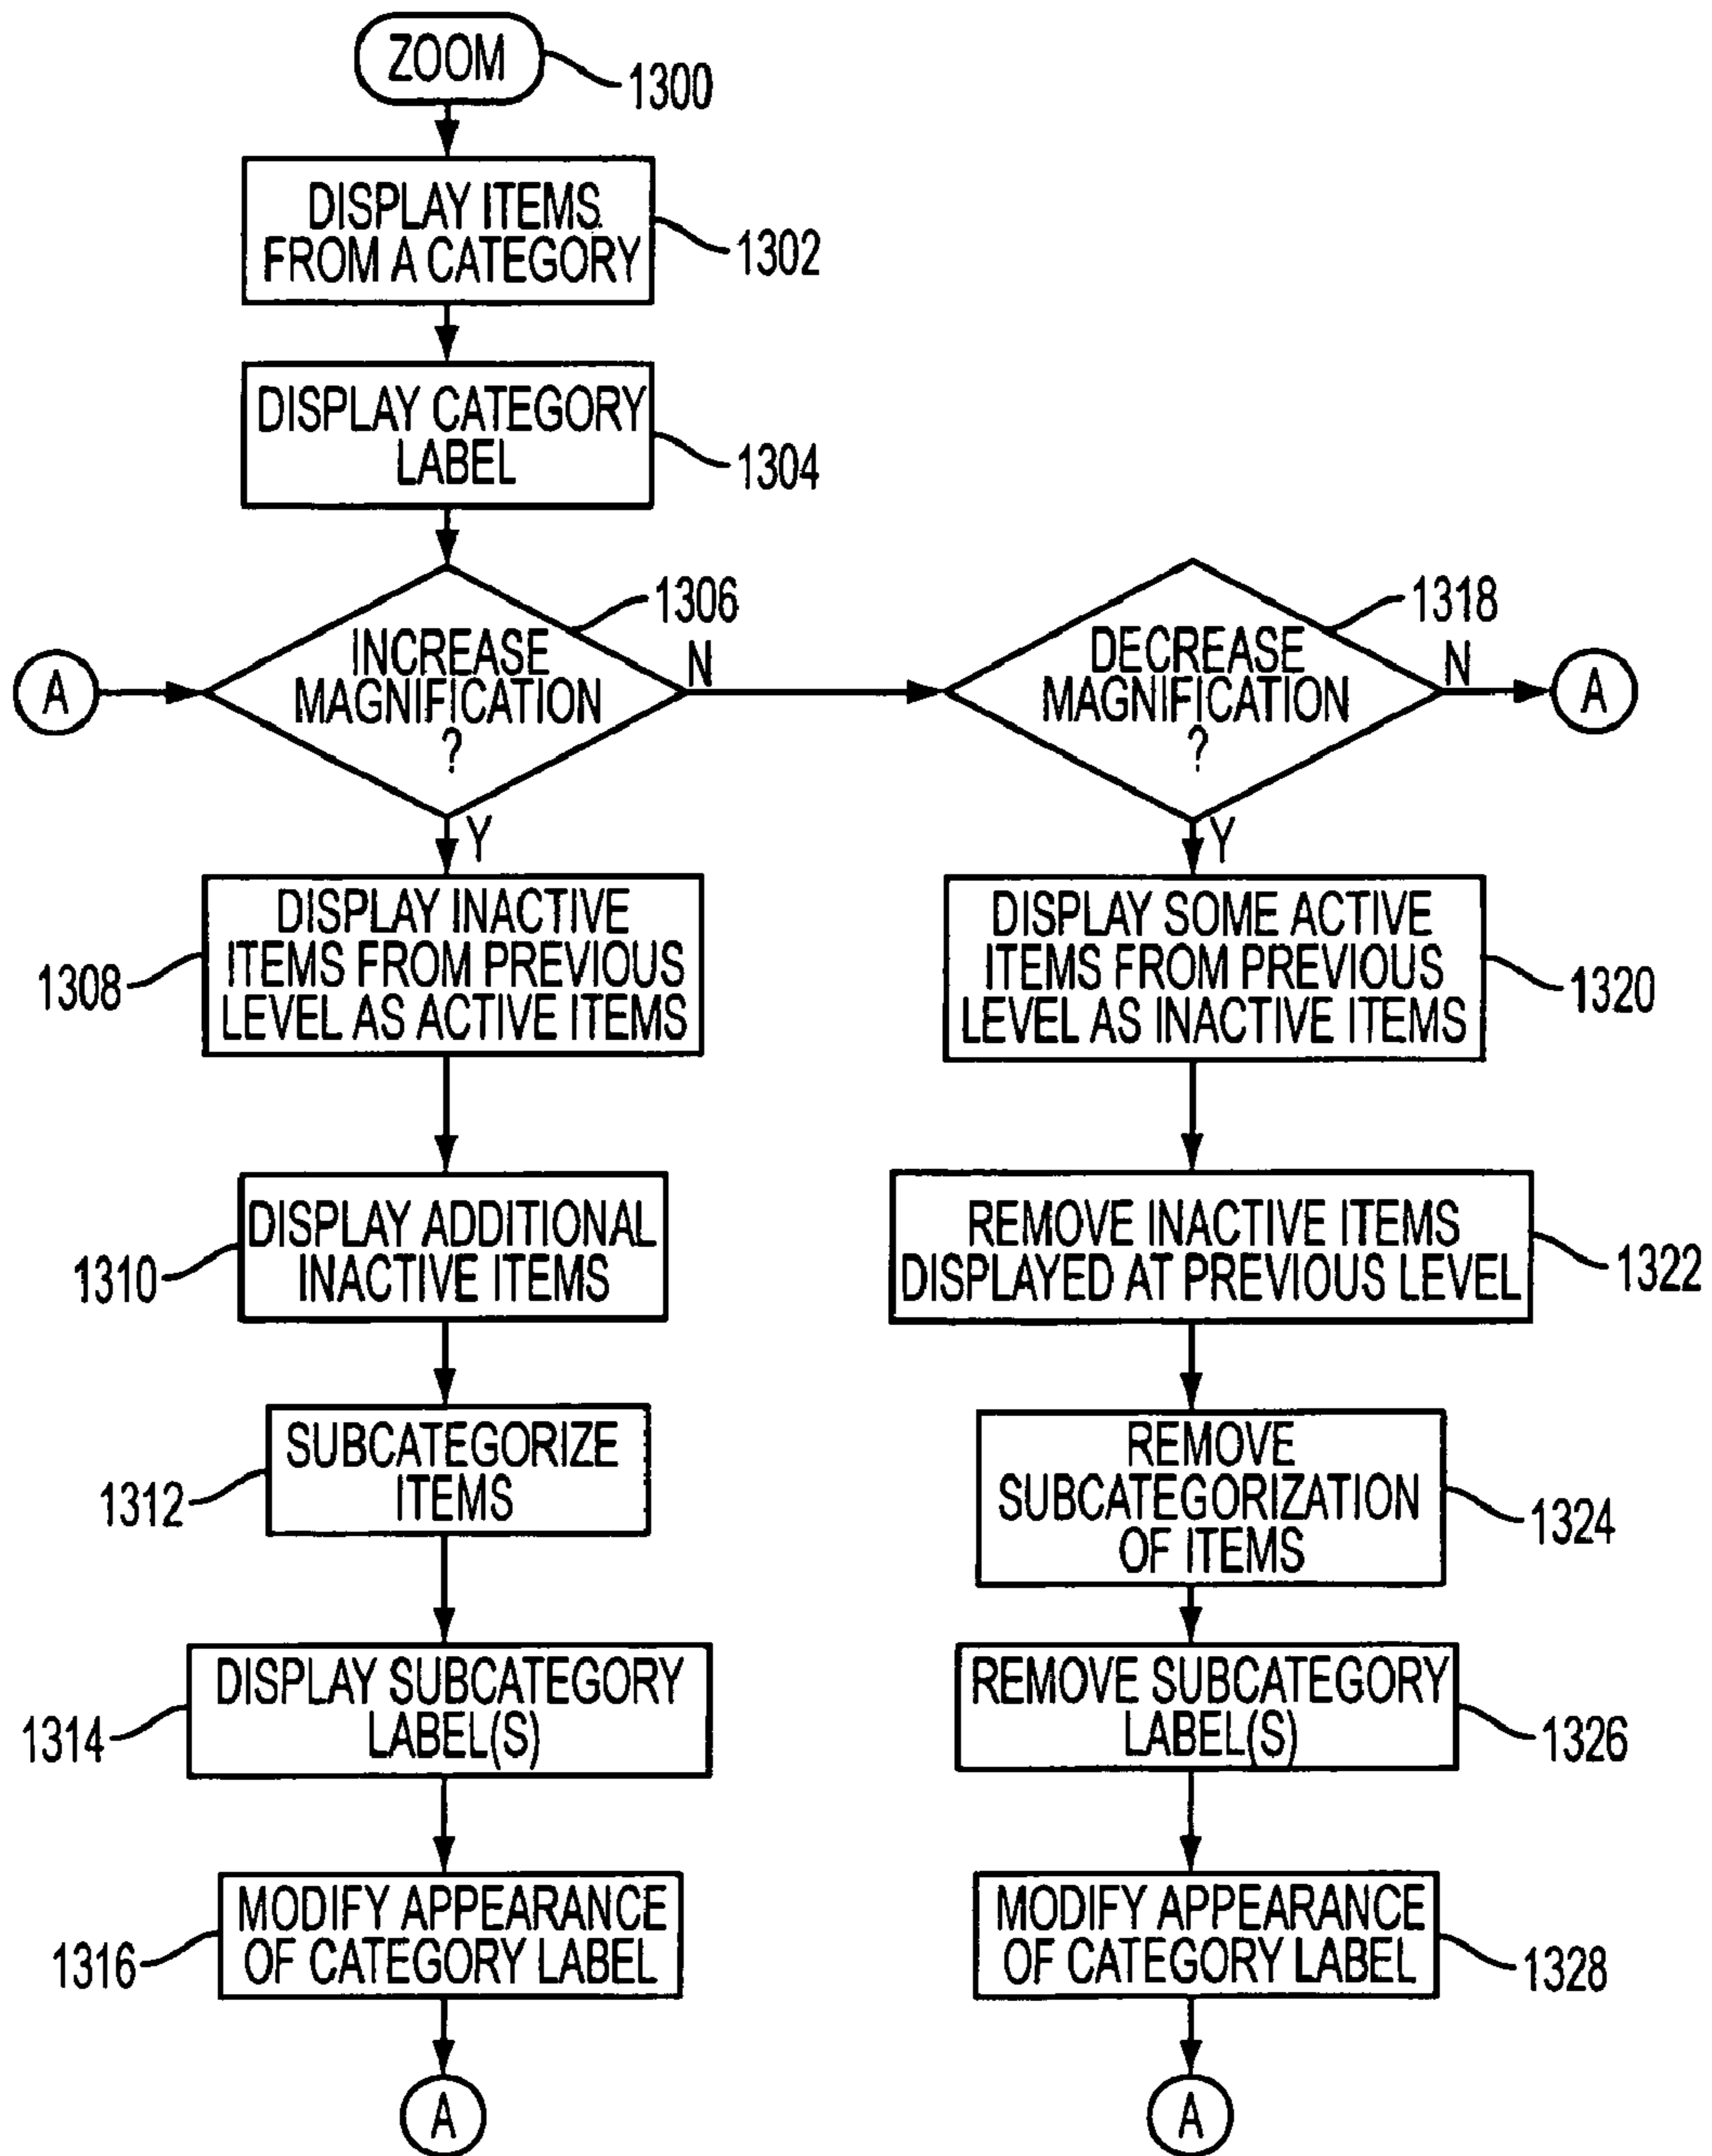 ZOOM
1300
DISPLAY ITEMS
FROM A CATEGORY
1302
DISPLAY CATEGORY
LABEL
1304
1306
INCREASE
MAGNIFICATION
?
A
N
Y
1318
DECREASE
MAGNIFICATION
?
N
A
Y
DISPLAY INACTIVE
ITEMS FROM PREVIOUS
LEVEL AS ACTIVE ITEMS
1308
DISPLAY ADDITIONAL
INACTIVE ITEMS
1310
SUBCATEGORIZE
ITEMS
1312
DISPLAY SUBCATEGORY
LABEL(S)
1314
MODIFY APPEARANCE
OF CATEGORY LABEL
1316
A
DISPLAY SOME ACTIVE
ITEMS FROM PREVIOUS
LEVEL AS INACTIVE ITEMS
1320
REMOVE INACTIVE ITEMS
DISPLAYED AT PREVIOUS LEVEL
1322
REMOVE
SUBCATEGORIZATION
OF ITEMS
1324
REMOVE SUBCATEGORY
LABEL(S)
1326
MODIFY APPEARANCE
OF CATEGORY LABEL
1328
A